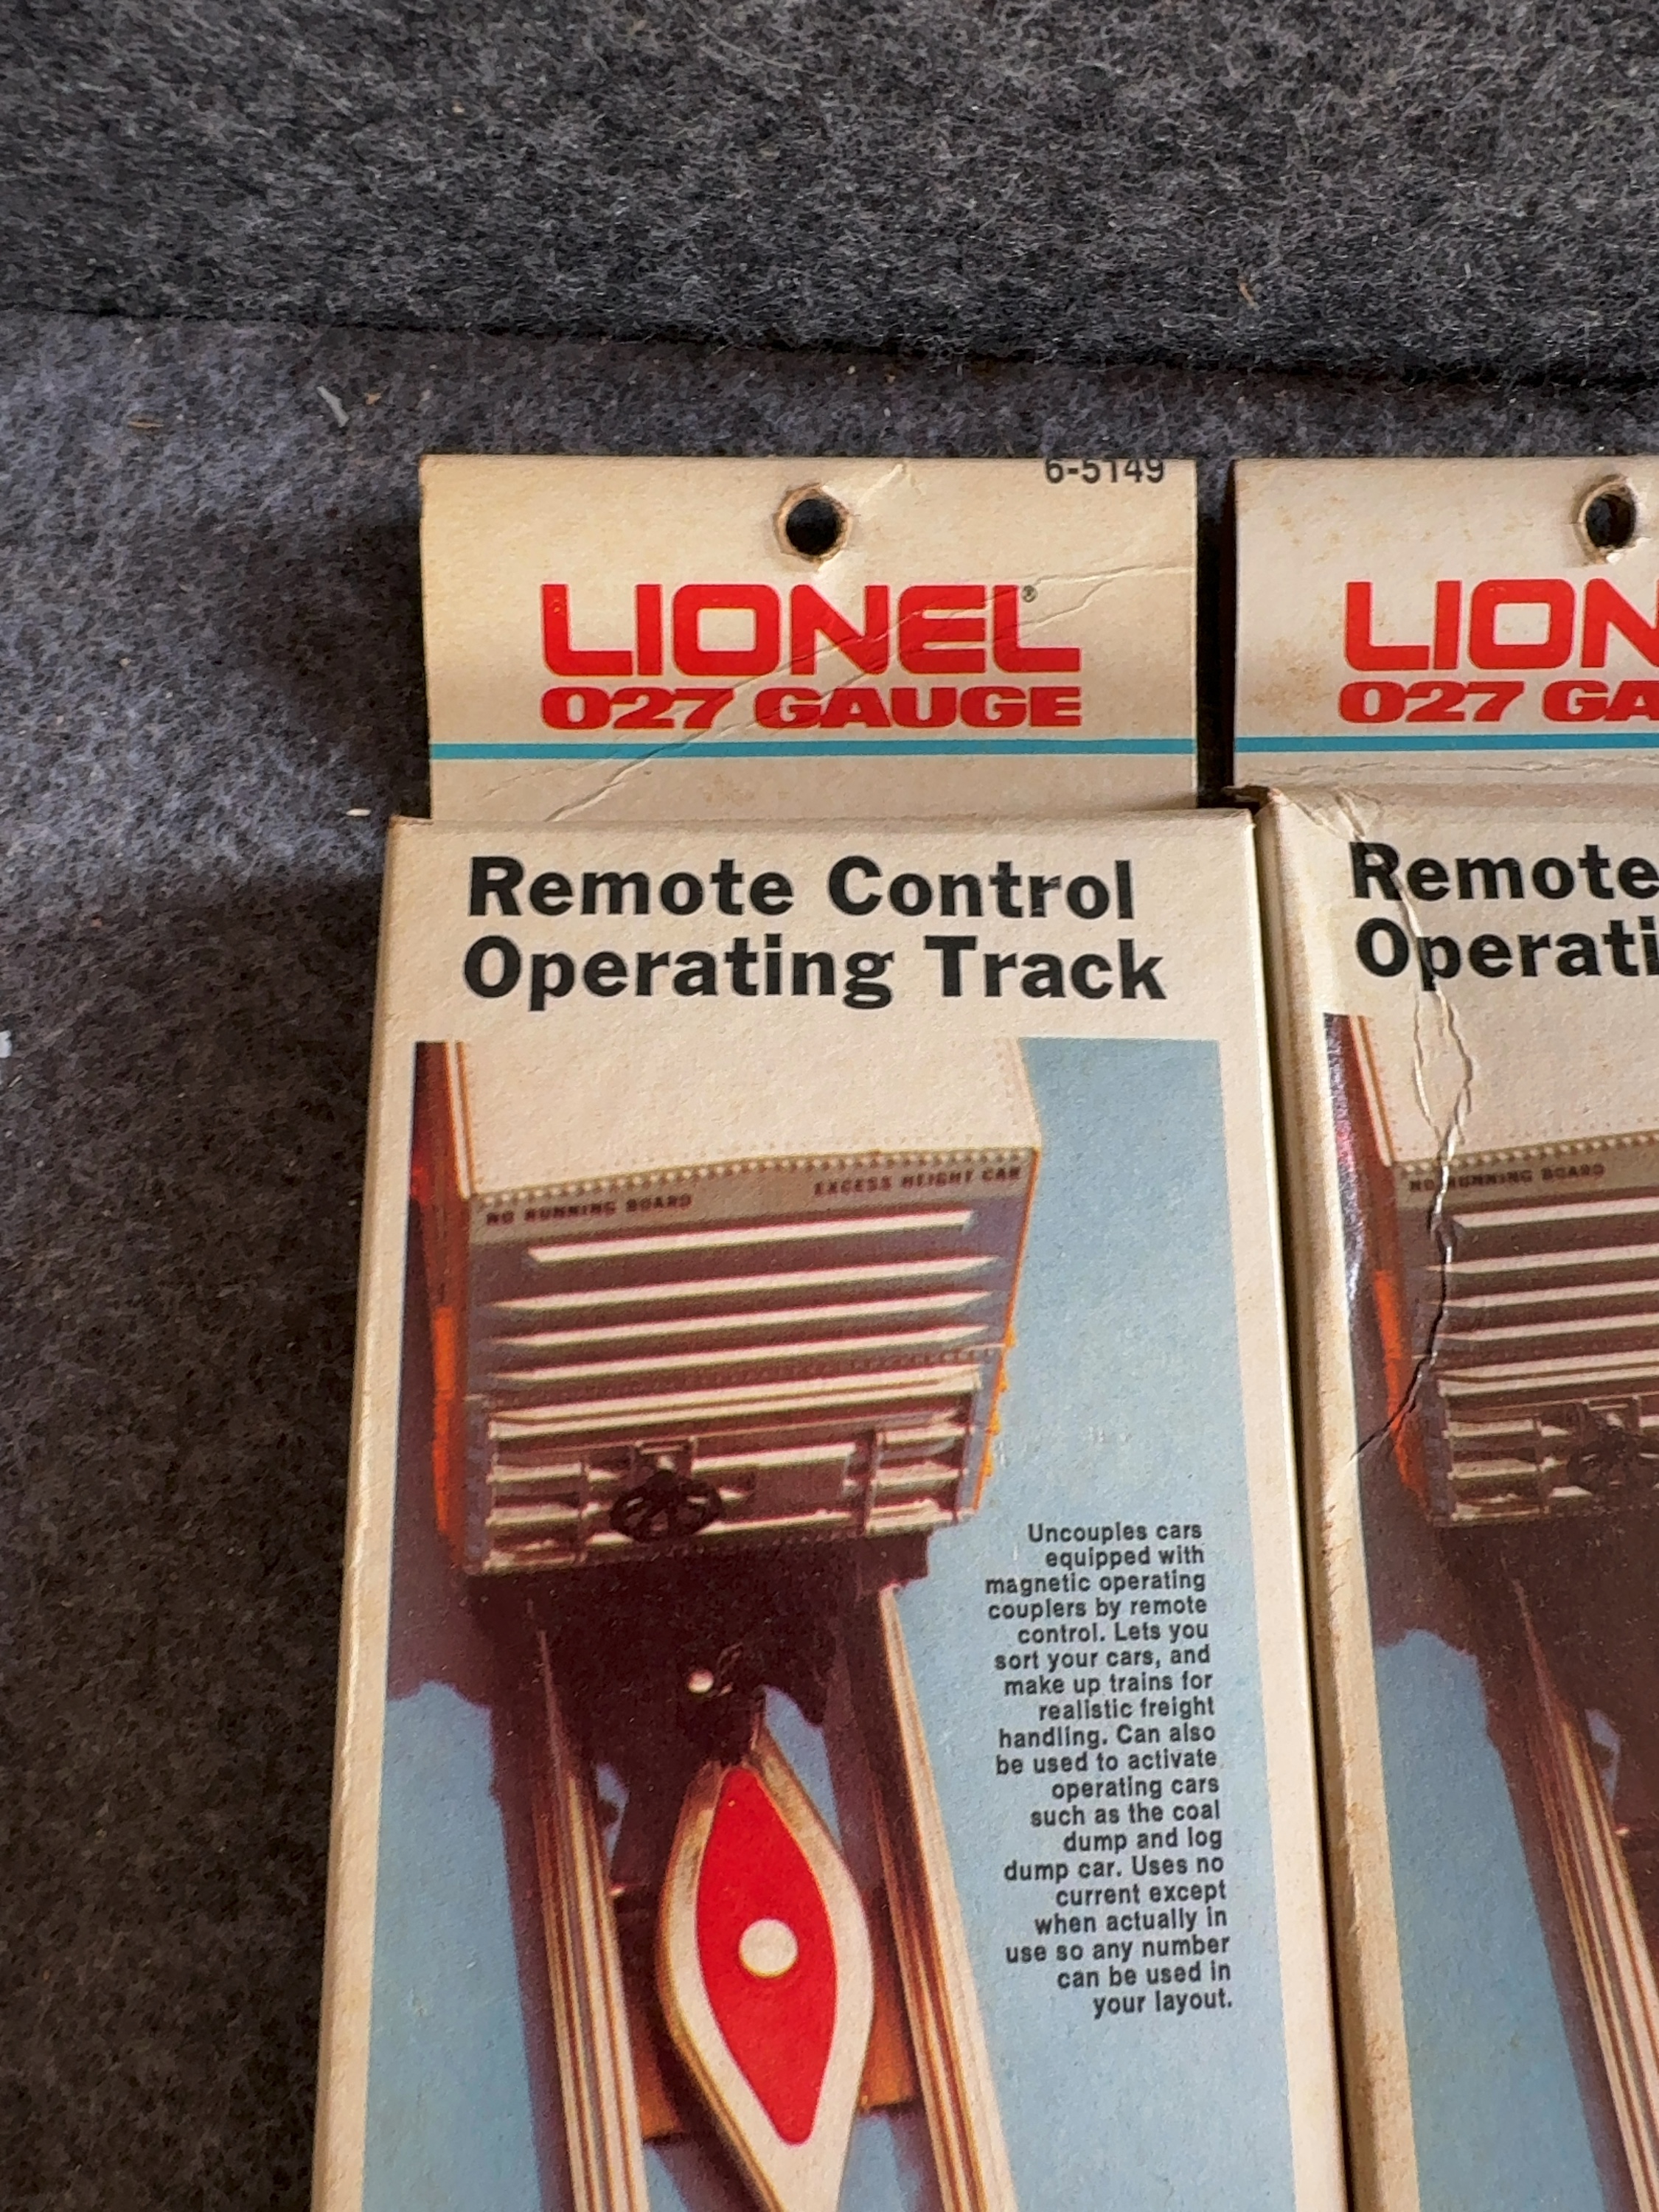 6-5149
LIONEL®
027 GAUGE
Remote Control
Operating Track
NO RUNNING BOARD
EXCESS HEIGHT CAR
Uncouples cars
equipped with
magnetic operating
couplers by remote
control. Lets you
sort your cars, and
make up trains for
realistic freight
handling. Can also
be used to activate
operating cars
such as the coal
dump and log
dump car. Uses no
current except
when actually in
use so any number
can be used in
your layout.
LION
027 GA
Remote
Operati
NO RUNNING BOARD